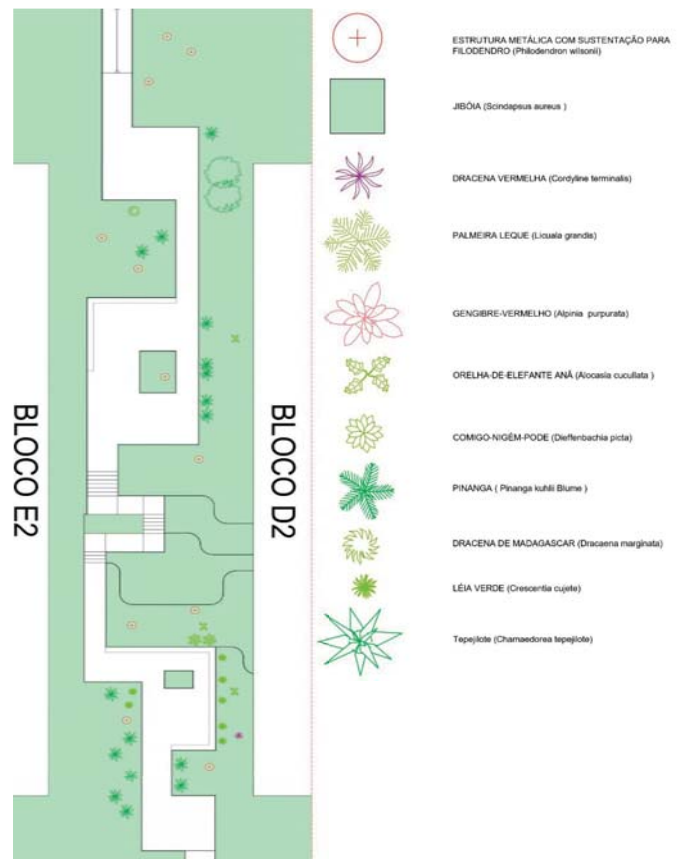 BLOCO E2
BLOCO D2
ESTRUTURA METÁLICA COM SUSTENTAÇÃO PARA
FILODENDRO (Philodendron wilsonii)
JIBÓIA (Scindapsus aureus )
DRACENA VERMELHA (Cordyline terminalis)
PALMEIRA LEQUE (Licuala grandis)
GENGIBRE-VERMELHO (Alpinia purpurata)
ORELHA-DE-ELEFANTE ANÃ (Alocasia cucullata )
COMIGO-NIGÉM-PODE (Dieffenbachia picta)
PINANGA ( Pinanga kuhlii Blume )
DRACENA DE MADAGASCAR (Dracaena marginata)
LÉIA VERDE (Crescentia cujete)
Tepejilote (Chamaedorea tepejilote)